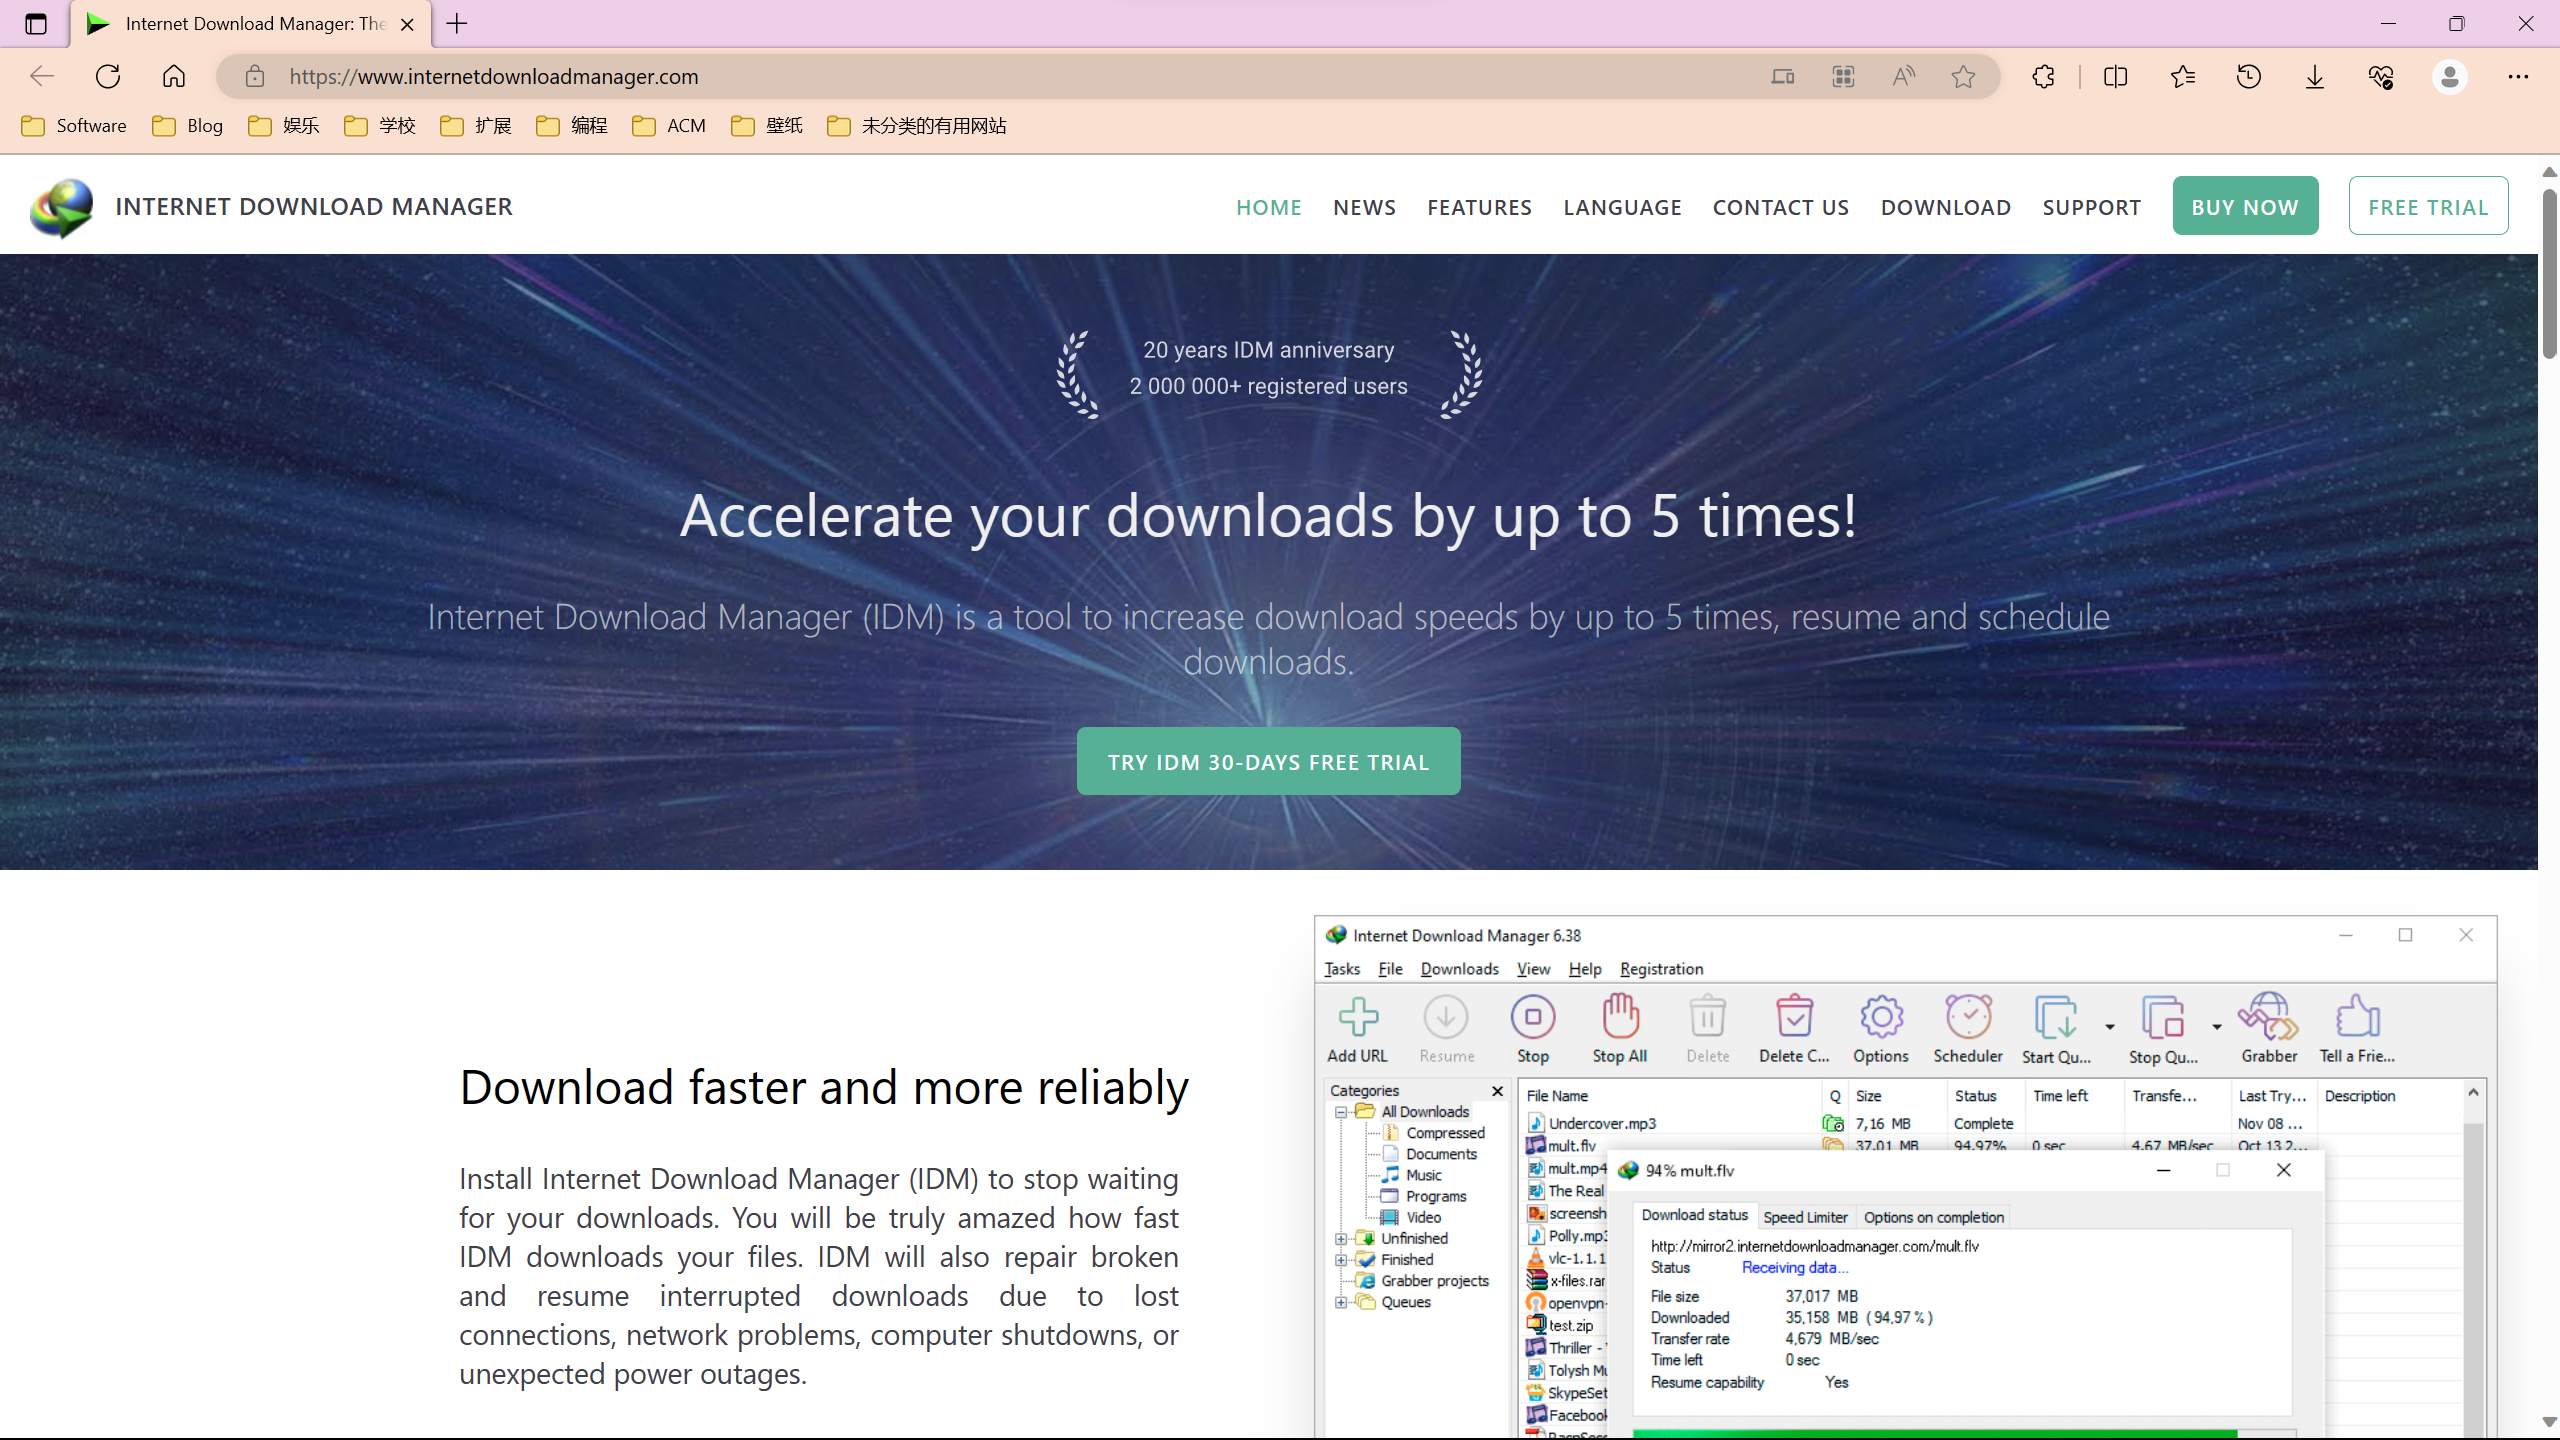 Internet Download Manager: The
https://www.internetdownloadmanager.com
Software Blog 娱乐 学校 扩展 编程 ACM 壁纸 未分类的有用网站
INTERNET DOWNLOAD MANAGER
HOME NEWS FEATURES LANGUAGE CONTACT US DOWNLOAD SUPPORT BUY NOW FREE TRIAL
20 years IDM anniversary
2 000 000+ registered users
Accelerate your downloads by up to 5 times!
Internet Download Manager (IDM) is a tool to increase download speeds by up to 5 times, resume and schedule
downloads.
TRY IDM 30-DAYS FREE TRIAL
Download faster and more reliably
Install Internet Download Manager (IDM) to stop waiting
for your downloads. You will be truly amazed how fast
IDM downloads your files. IDM will also repair broken
and resume interrupted downloads due to lost
connections, network problems, computer shutdowns, or
unexpected power outages.
Internet Download Manager 6.38
Tasks File Downloads View Help Registration
Add URL Resume Stop Stop All Delete Delete C... Options Scheduler Start Qu... Stop Qu... Grabber Tell a Frie...
Categories
All Downloads
Compressed
Documents
Music
Programs
Video
Unfinished
Finished
Grabber projects
Queues
File Name Q Size Status Time left Transfe... Last Try... Description
Undercover.mp3 7,16 MB Complete Nov 08 ...
mult.flv 37,01 MB 94,97% 0 sec 4,67 MB/sec Oct 13 2...
mult.mp4
The Real
screensh
Polly.mp3
vlc-1.1.1
x-files.rar
openvpn-
test.zip
Thriller -
Tolysh Mu
SkypeSet
Facebook
94% mult.flv
Download status Speed Limiter Options on completion
http://mirror2.internetdownloadmanager.com/mult.flv
Status Receiving data...
File size 37,017 MB
Downloaded 35,158 MB ( 94,97 % )
Transfer rate 4,679 MB/sec
Time left 0 sec
Resume capability Yes